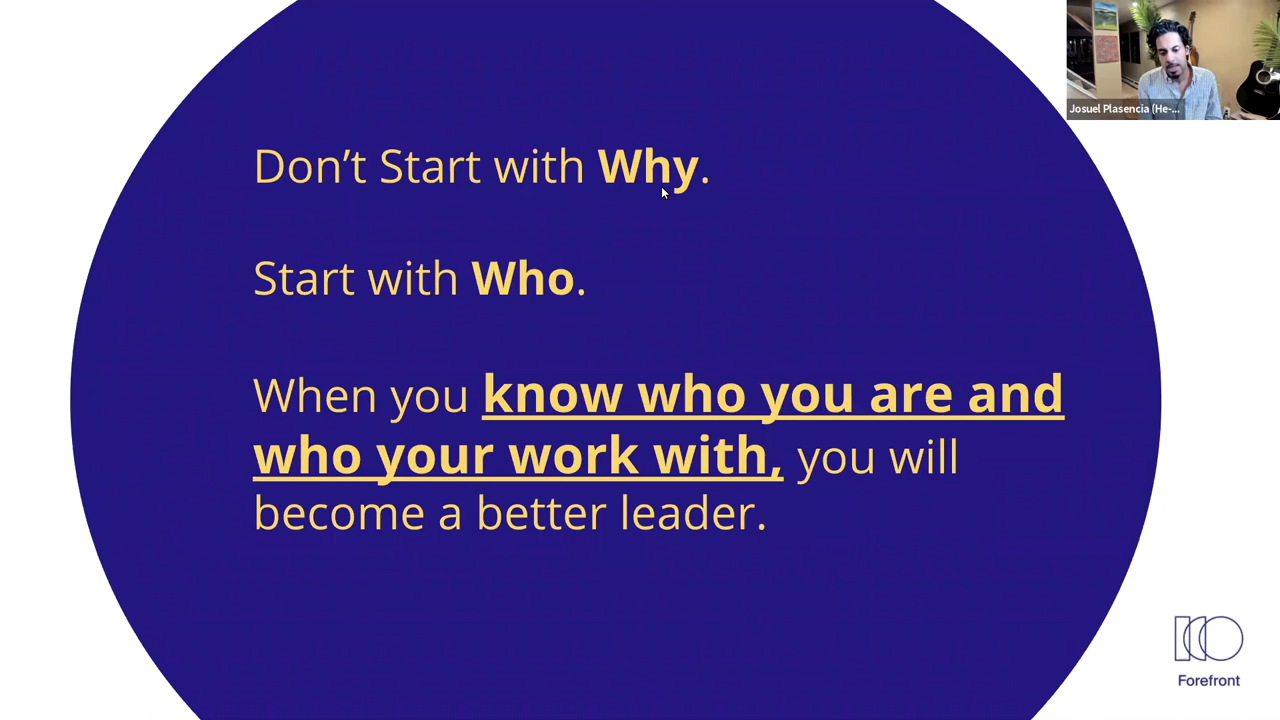 Don’t Start with Why.
Start with Who.
When you know who you are and
who your work with, you will
become a better leader.
Josuel Plasencia (He-...
Forefront